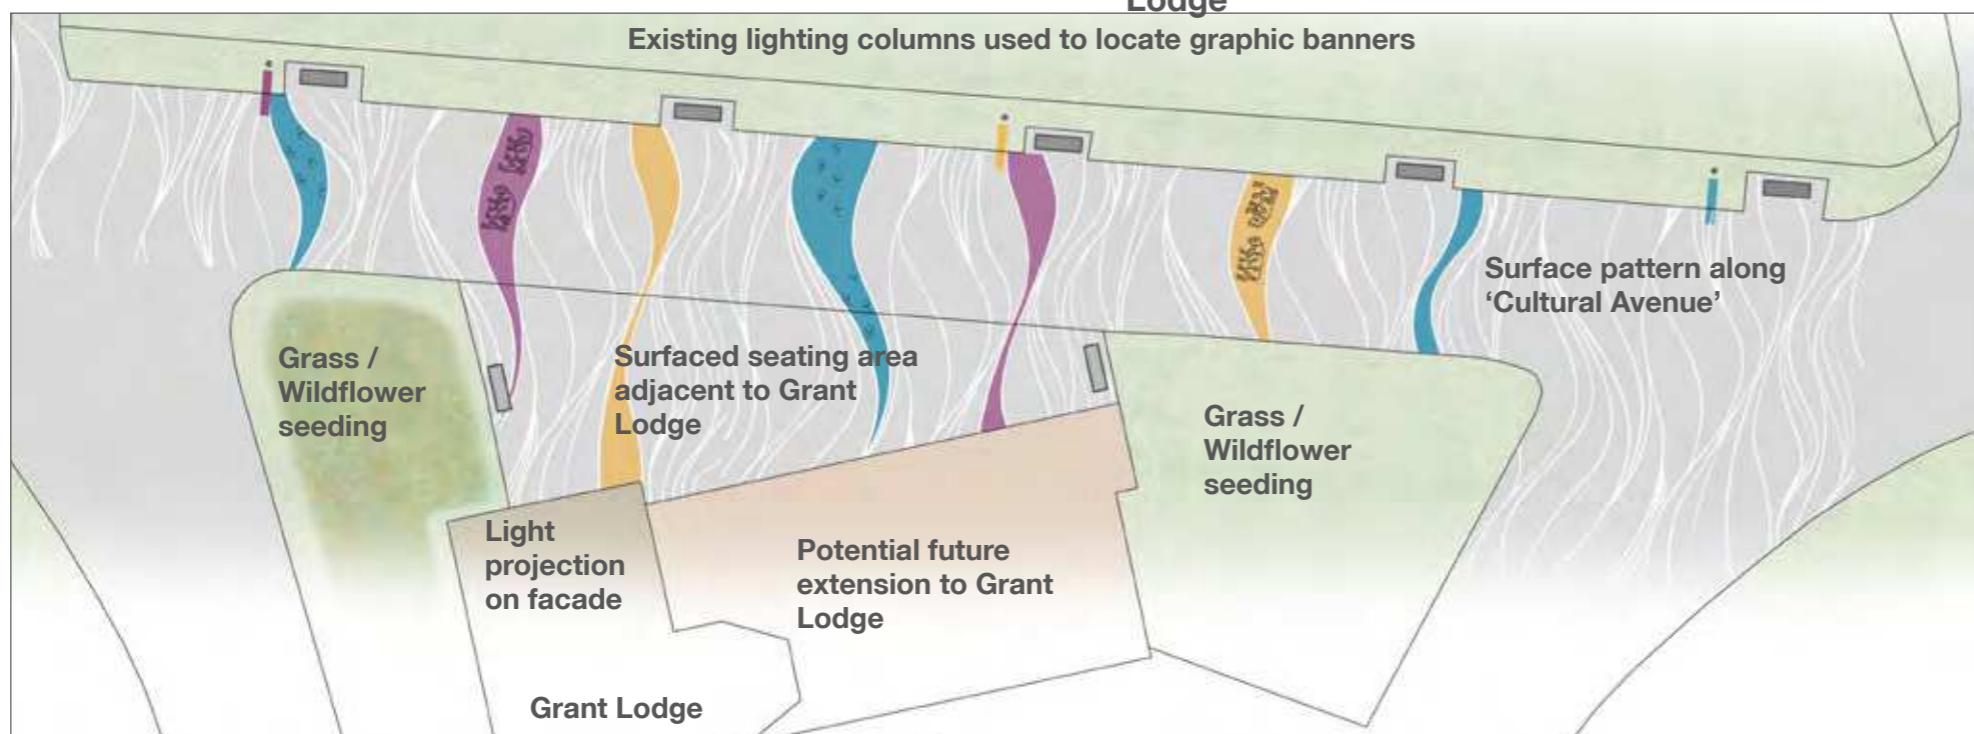 Lodge
Existing lighting columns used to locate graphic banners
Surface pattern along
‘Cultural Avenue’
Grass /
Wildflower
seeding
Surfaced seating area
adjacent to Grant
Lodge
Grass /
Wildflower
seeding
Light
projection
on facade
Potential future
extension to Grant
Lodge
Grant Lodge